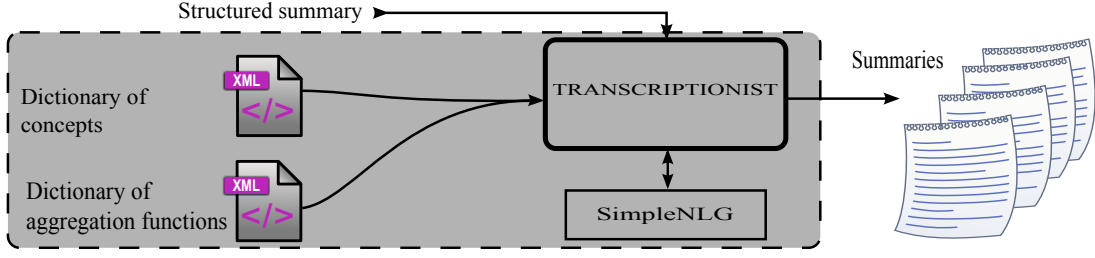 Structured summary
Dictionary of
concepts
XML
</>
TRANSCRIPTIONIST
Summaries
Dictionary of
aggregation functions
XML
</>
SimpleNLG